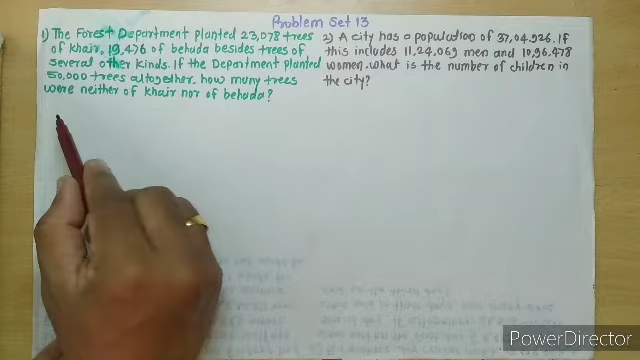 Problem Set 13
1) The Forest Department planted 23,078 trees
of khair, 19,476 of behada besides trees of
several other kinds. If the Department planted
50,000 trees altogether. how many trees
were neither of khair nor of behada?
2) A city has a population of 37,04,926. If
this includes 11,24,069 men and 10,96,478
women. what is the number of children in
the city?
PowerDirector